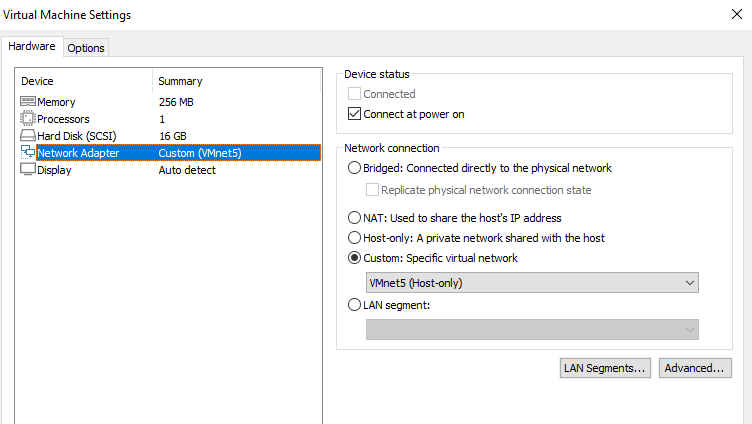 Virtual Machine Settings
Hardware
Options
Device Summary
Memory 256 MB
Processors 1
Hard Disk (SCSI) 16 GB
Network Adapter Custom (VMnet5)
Display Auto detect
Device status
Connected
Connect at power on
Network connection
Bridged: Connected directly to the physical network
Replicate physical network connection state
NAT: Used to share the host's IP address
Host-only: A private network shared with the host
Custom: Specific virtual network
VMnet5 (Host-only)
LAN segment:
LAN Segments... Advanced...